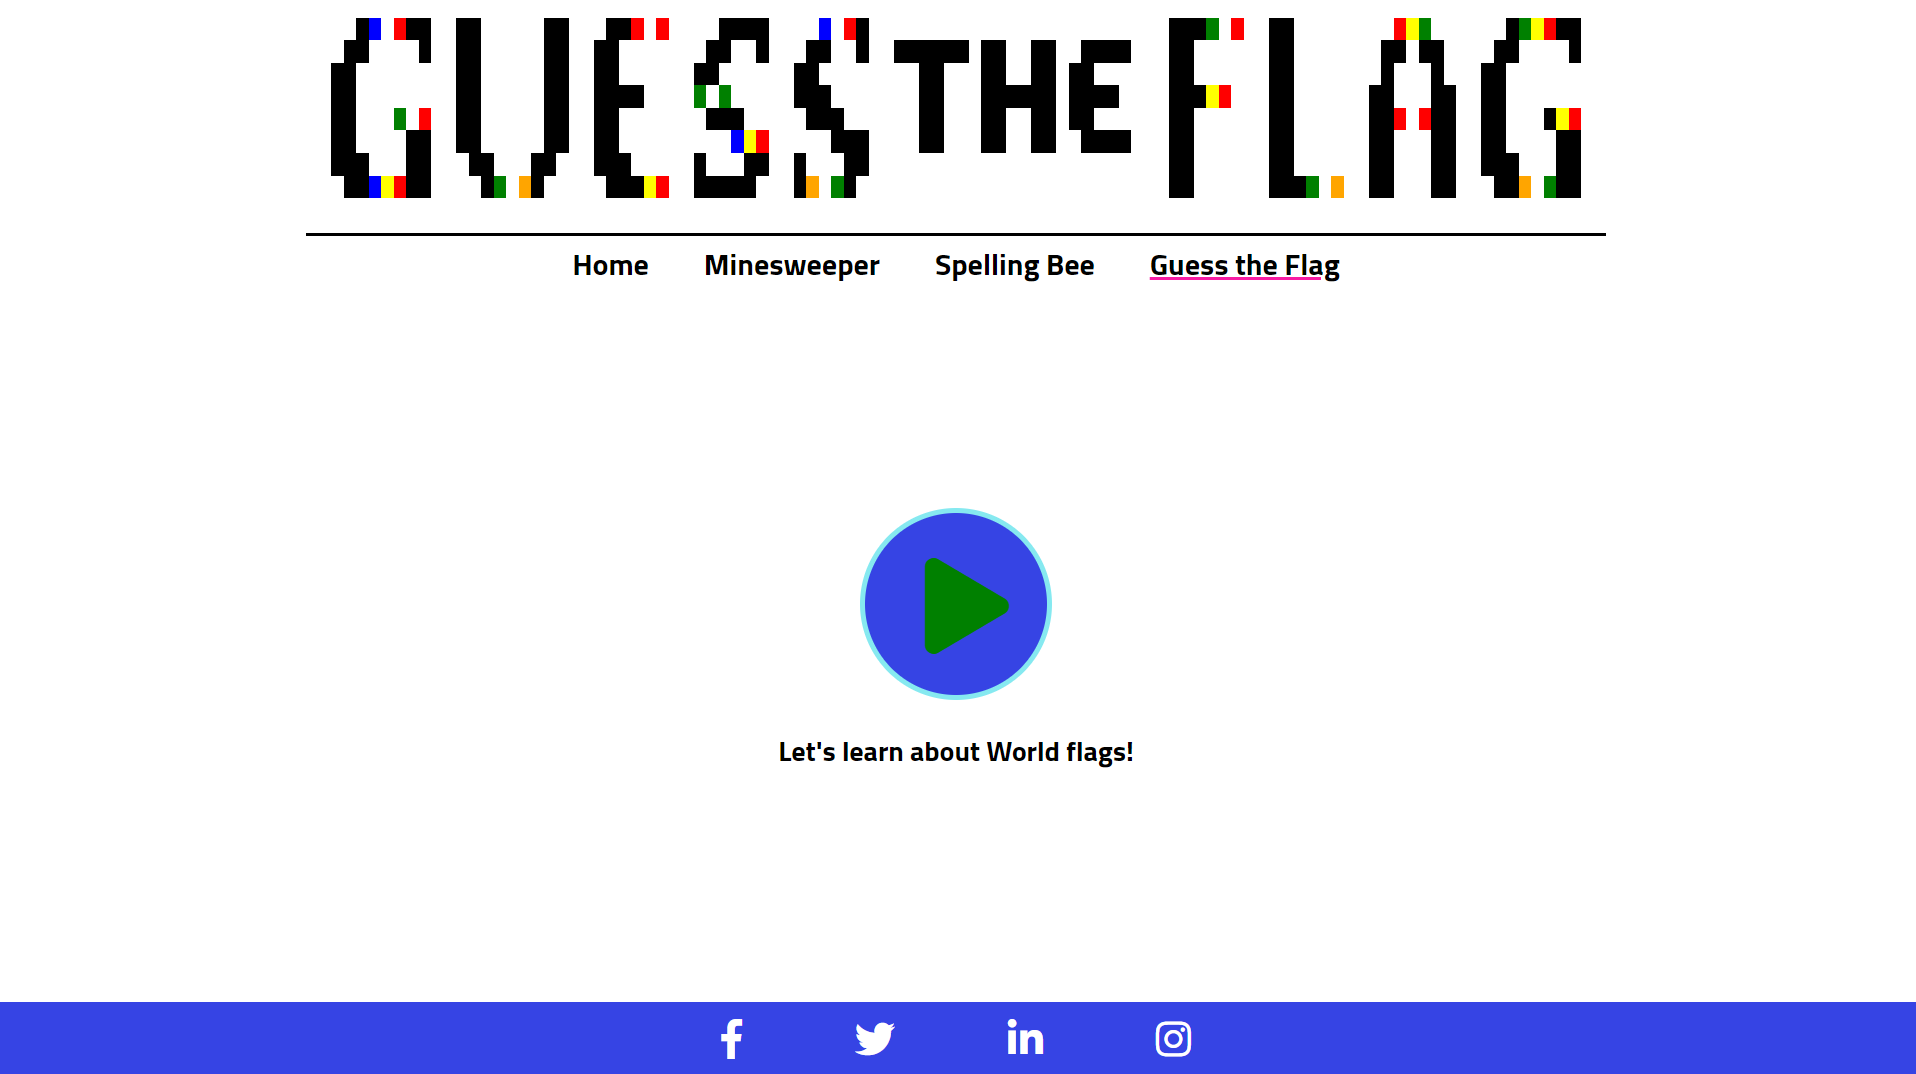 GUESS THE FLAG
Home Minesweeper Spelling Bee Guess the Flag
Let's learn about World flags!